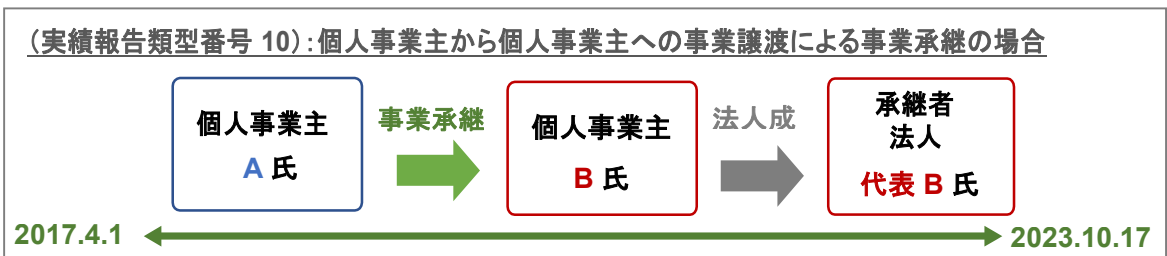 （実績報告類型番号 10）：個人事業主から個人事業主への事業譲渡による事業承継の場合
個人事業主
A 氏
事業承継
個人事業主
B 氏
法人成
承継者
法人
代表 B 氏
2017.4.1
2023.10.17